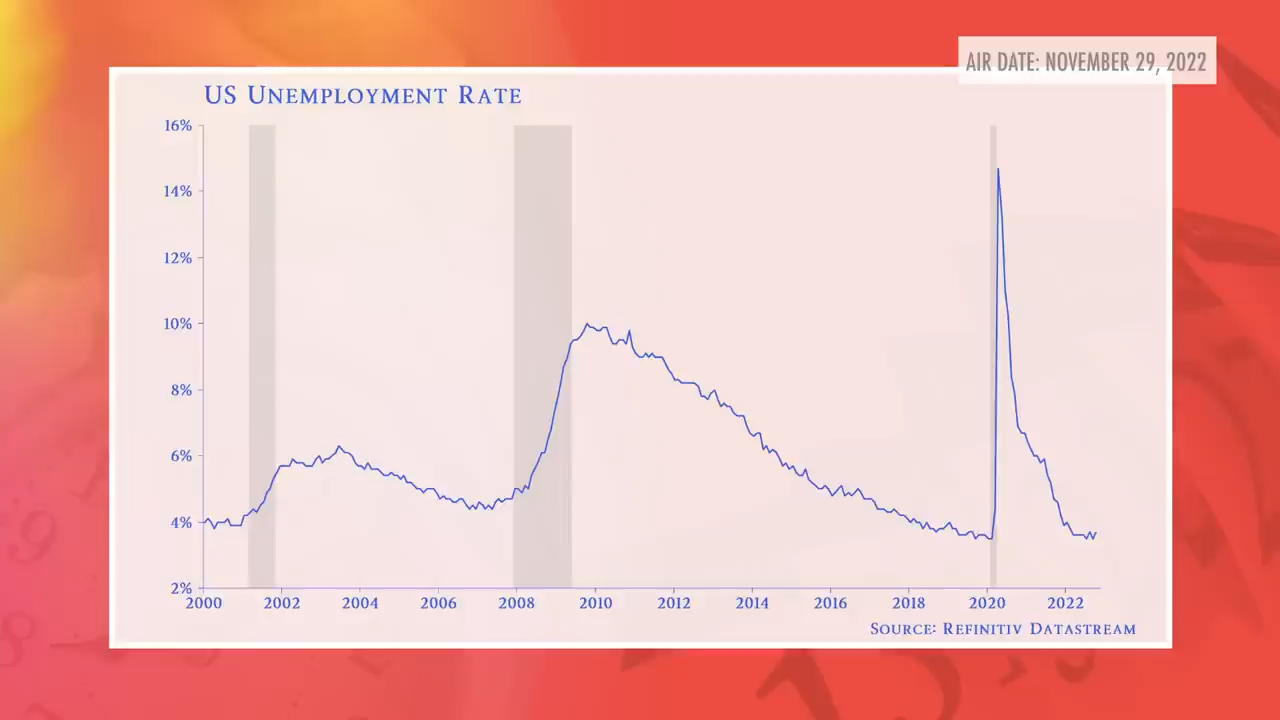 AIR DATE: NOVEMBER 29, 2022
US UNEMPLOYMENT RATE
16%
14%
12%
10%
8%
6%
4%
2%
2000 2002 2004 2006 2008 2010 2012 2014 2016 2018 2020 2022
SOURCE: REFINITIV DATASTREAM